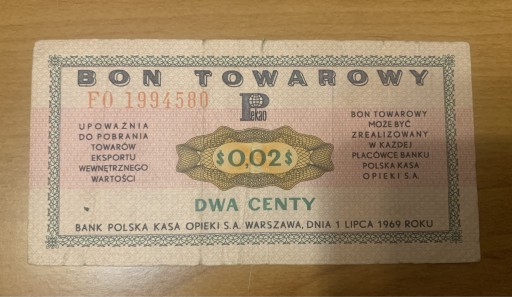 BON TOWAROWY
FO 1994580
Pekao
UPOWAŻNIA
DO POBRANIA
TOWARÓW
EKSPORTU
WEWNĘTRZNEGO
WARTOŚCI
$0,02$
BON TOWAROWY
MOŻE BYĆ
ZREALIZOWANY
W KAŻDEJ
PLACÓWCE BANKU
POLSKA KASA
OPIEKI S.A.
DWA CENTY
BANK POLSKA KASA OPIEKI S.A. WARSZAWA, DNIA 1 LIPCA 1969 ROKU